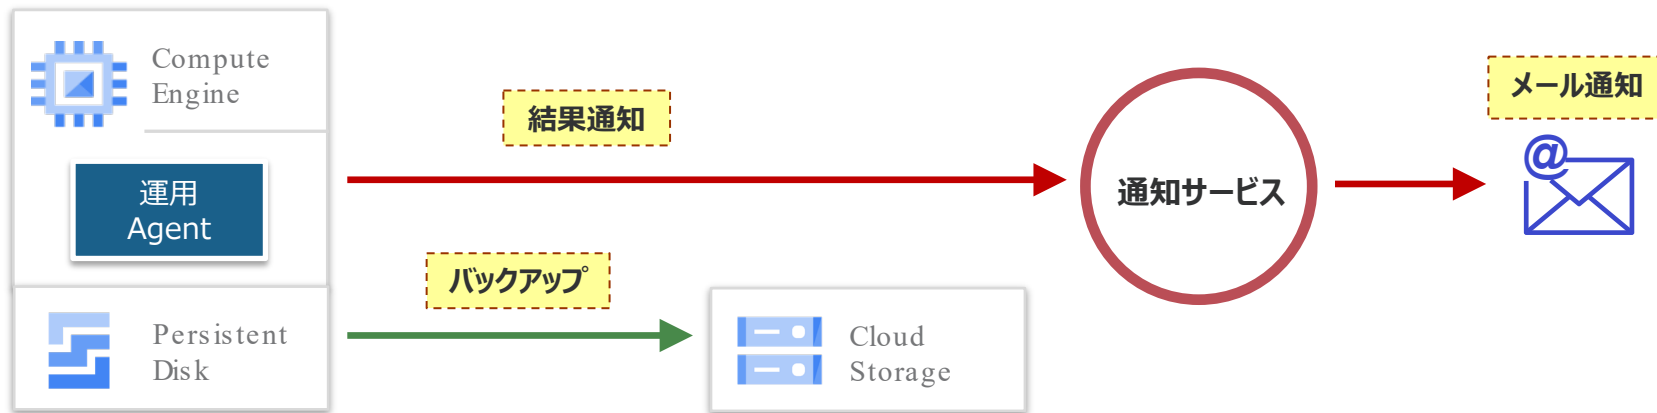 Compute
Engine
運用
Agent
結果通知
通知サービス
メール通知
@
バックアップ
Persistent
Disk
Cloud
Storage